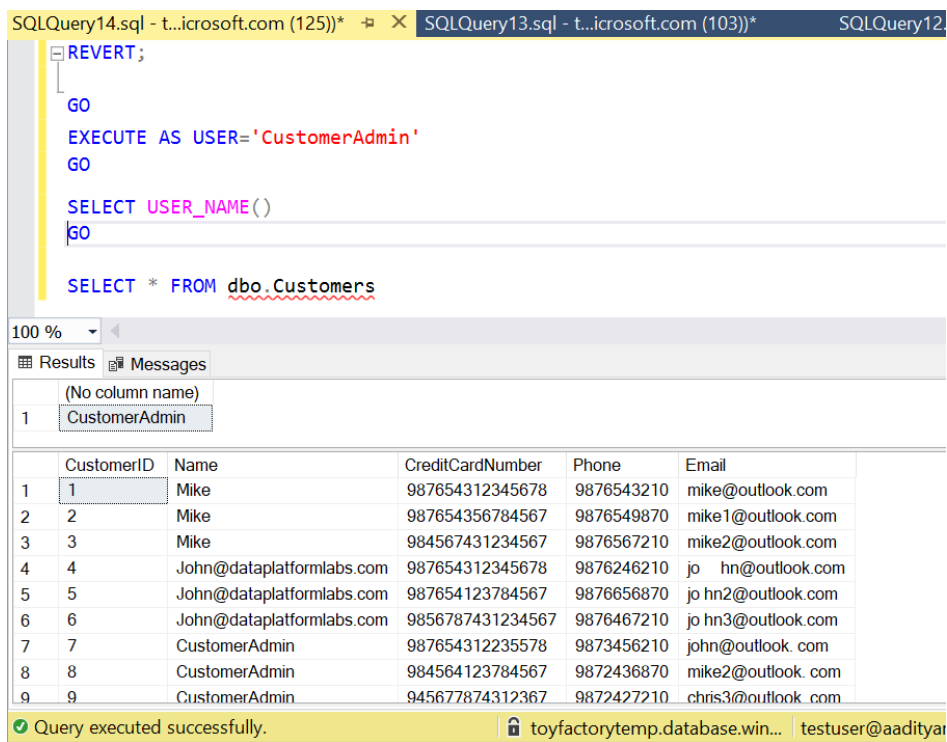 SQLQuery14.sql - t...icrosoft.com (125))* SQLQuery13.sql - t...icrosoft.com (103))* SQLQuery12.
REVERT;
GO
EXECUTE AS USER='CustomerAdmin'
GO
SELECT USER_NAME()
GO
SELECT * FROM dbo.Customers
100 %
Results Messages
(No column name)
1 CustomerAdmin
CustomerID Name CreditCardNumber Phone Email
1 1 Mike 987654312345678 9876543210 mike@outlook.com
2 2 Mike 987654356784567 9876549870 mike1@outlook.com
3 3 Mike 984567431234567 9876567210 mike2@outlook.com
4 4 John@dataplatformlabs.com 987654312345678 9876246210 jo hn@outlook.com
5 5 John@dataplatformlabs.com 987654123784567 9876656870 jo hn2@outlook.com
6 6 John@dataplatformlabs.com 9856787431234567 9876467210 jo hn3@outlook.com
7 7 CustomerAdmin 987654312235578 9873456210 john@outlook. com
8 8 CustomerAdmin 984564123784567 9872436870 mike2@outlook. com
9 9 CustomerAdmin 945677874312367 9872427210 chris3@outlook. com
Query executed successfully. toyfactorytemp.database.win... testuser@aadityar